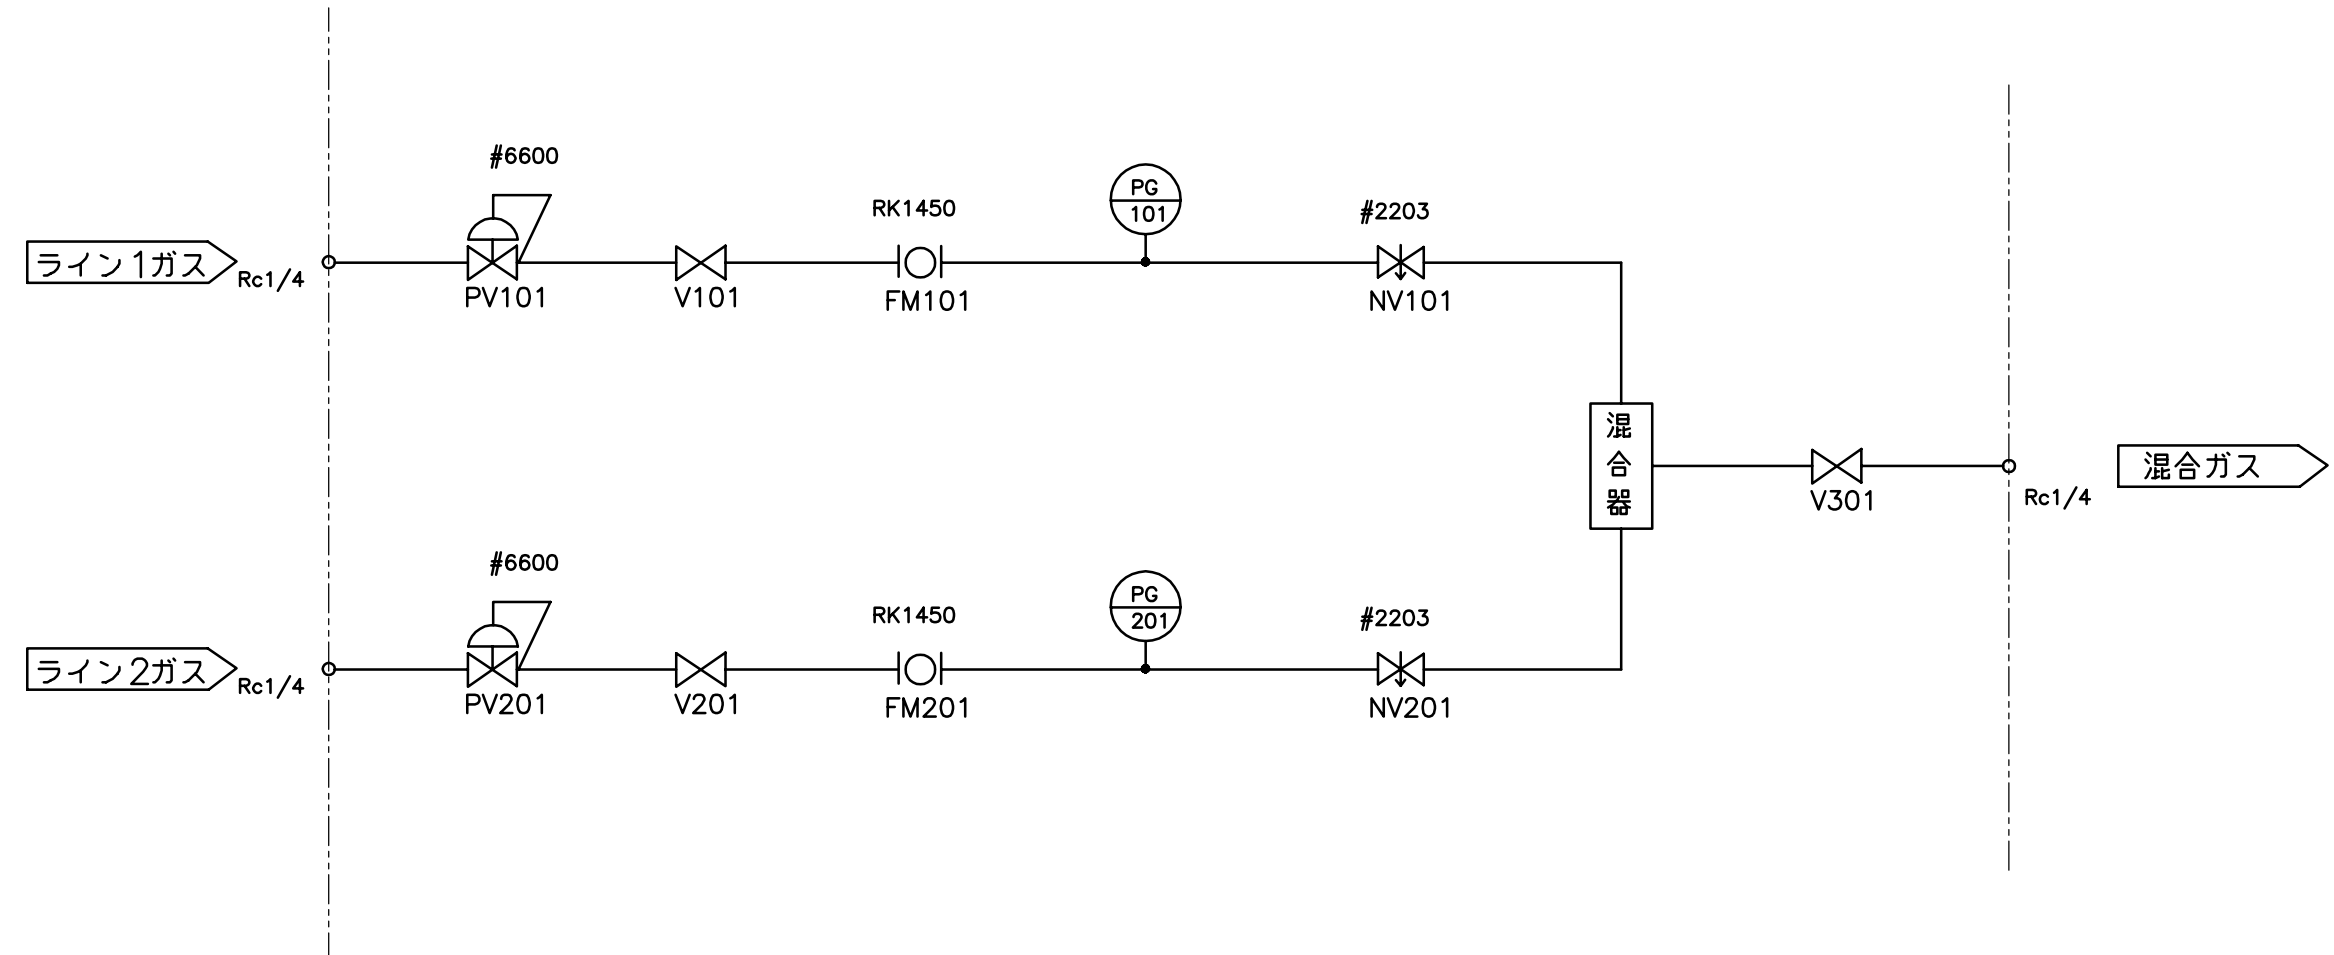 #6600
RK1450
PG
101
#2203
ライン1ガス
Rc1/4
PV101
V101
FM101
NV101
混合器
混合ガス
V301
Rc1/4
#6600
RK1450
PG
201
#2203
ライン2ガス
Rc1/4
PV201
V201
FM201
NV201